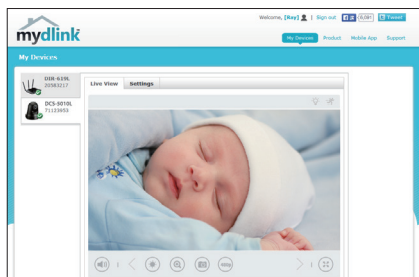 Welcome, [Ray] | Sign out
Tweet
mydlink
My Devices Product Mobile App Support
My Devices
DIR-619L
20583217
DCS-5010L
71123953
Live View Settings